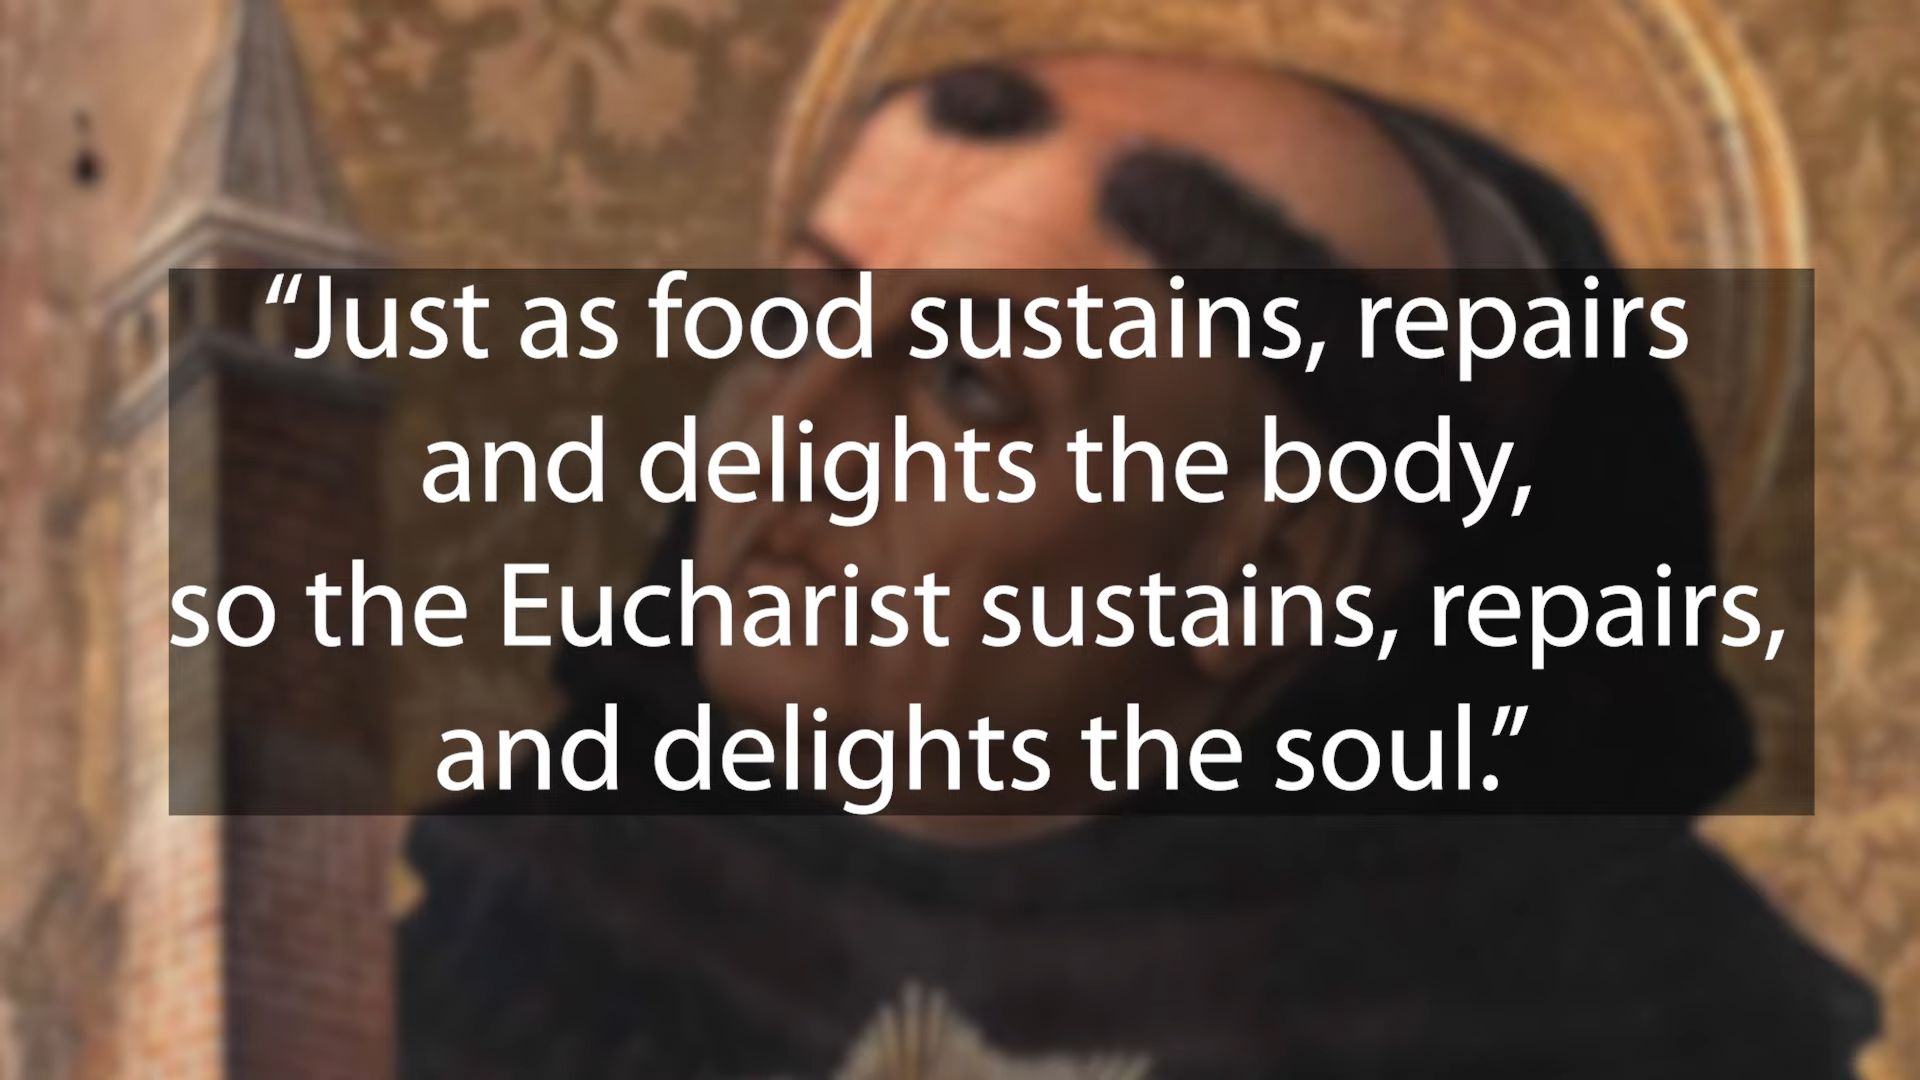 “Just as food sustains, repairs
and delights the body,
so the Eucharist sustains, repairs,
and delights the soul.”